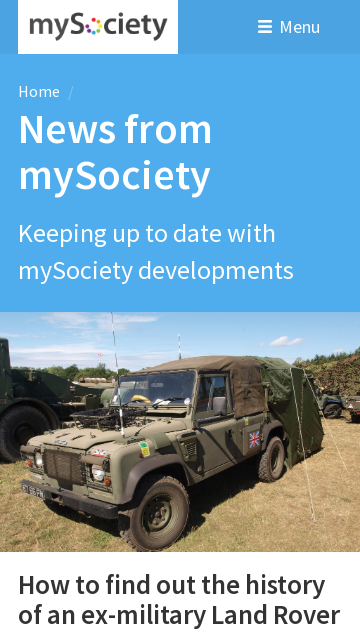 mySociety
Menu
Home /
News from
mySociety
Keeping up to date with
mySociety developments
How to find out the history
of an ex-military Land Rover